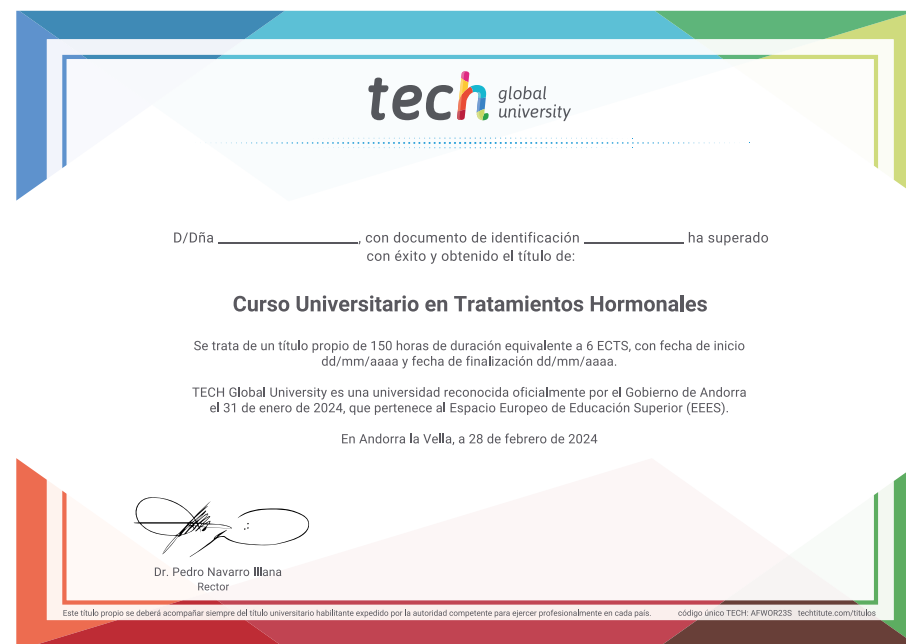 tech global university
D/Dña ____________________, con documento de identificación ______________ ha superado
con éxito y obtenido el título de:
Curso Universitario en Tratamientos Hormonales
Se trata de un título propio de 150 horas de duración equivalente a 6 ECTS, con fecha de inicio
dd/mm/aaaa y fecha de finalización dd/mm/aaaa.
TECH Global University es una universidad reconocida oficialmente por el Gobierno de Andorra
el 31 de enero de 2024, que pertenece al Espacio Europeo de Educación Superior (EEES).
En Andorra la Vella, a 28 de febrero de 2024
Dr. Pedro Navarro Illana
Rector
Este título propio se deberá acompañar siempre del título universitario habilitante expedido por la autoridad competente para ejercer profesionalmente en cada país. código único TECH: AFWOR23S techtitute.com/titulos